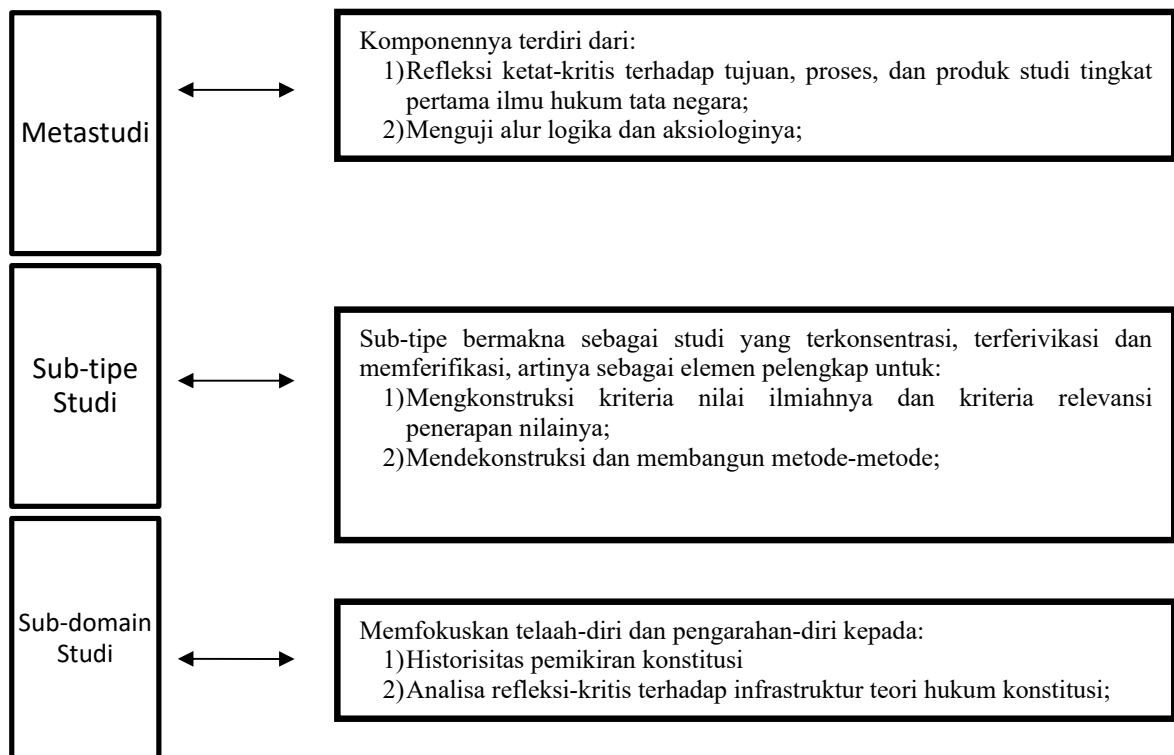 Metastudi
Komponennya terdiri dari:
1)Refleksi ketat-kritis terhadap tujuan, proses, dan produk studi tingkat
pertama ilmu hukum tata negara;
2)Menguji alur logika dan aksiologinya;
Sub-tipe
Studi
Sub-tipe bermakna sebagai studi yang terkonsentrasi, terferivikasi dan
memferifikasi, artinya sebagai elemen pelengkap untuk:
1)Mengkonstruksi kriteria nilai ilmiahnya dan kriteria relevansi
penerapan nilainya;
2)Mendekonstruksi dan membangun metode-metode;
Sub-domain
Studi
Memfokuskan telaah-diri dan pengarahan-diri kepada:
1)Historisitas pemikiran konstitusi
2)Analisa refleksi-kritis terhadap infrastruktur teori hukum konstitusi;